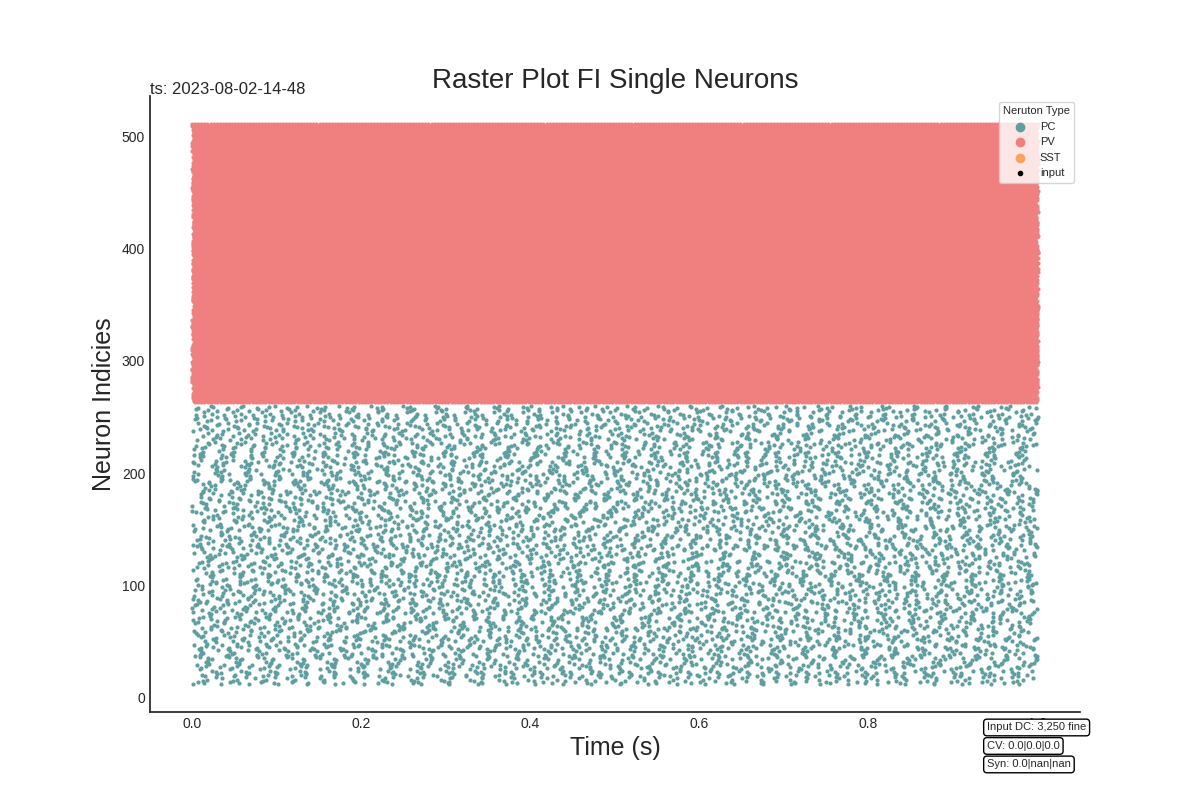 Raster Plot FI Single Neurons
ts: 2023-08-02-14-48
Neruton Type
PC
PV
SST
input
500
400
300
200
100
0
Neuron Indicies
0.0 0.2 0.4 0.6 0.8
Time (s)
Input DC: 3,250 fine
CV: 0.0|0.0|0.0
Syn: 0.0|nan|nan